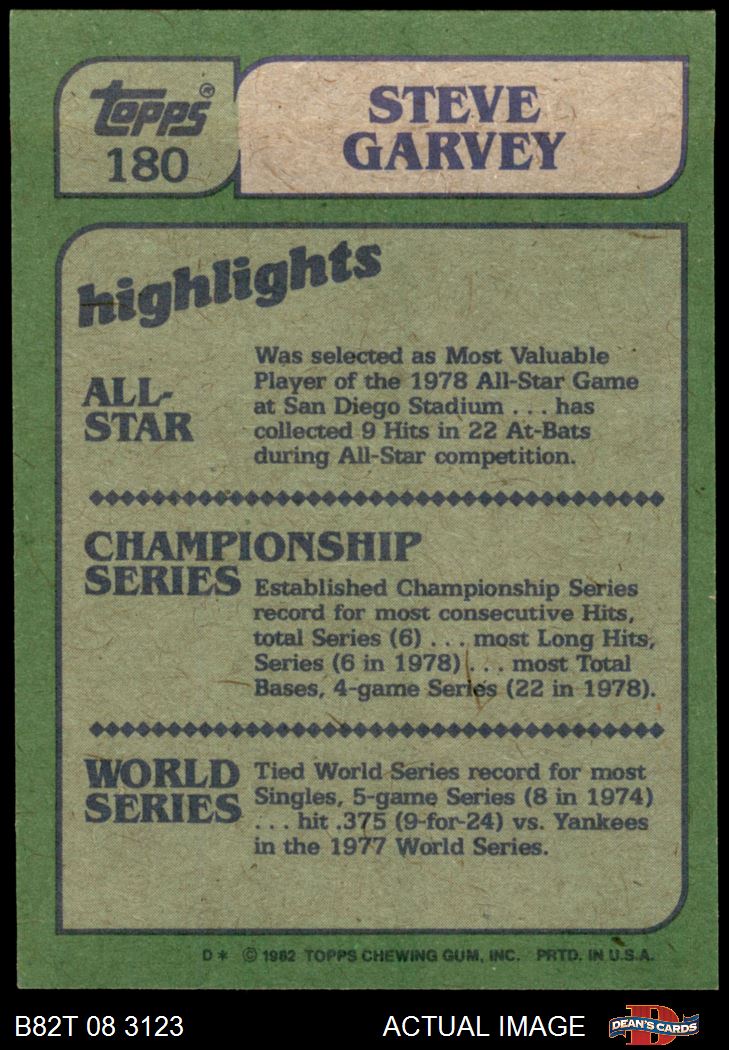 topps®
180
STEVE
GARVEY
highlights
ALL-
STAR
Was selected as Most Valuable
Player of the 1978 All-Star Game
at San Diego Stadium . . . has
collected 9 Hits in 22 At-Bats
during All-Star competition.
CHAMPIONSHIP
SERIES
Established Championship Series
record for most consecutive Hits,
total Series (6) . . . most Long Hits,
Series (6 in 1978) . . . most Total
Bases, 4-game Series (22 in 1978).
WORLD
SERIES
Tied World Series record for most
Singles, 5-game Series (8 in 1974)
. . . hit .375 (9-for-24) vs. Yankees
in the 1977 World Series.
D * © 1982 TOPPS CHEWING GUM, INC. PRTD. IN U.S.A.
B82T 08 3123
ACTUAL IMAGE
D
DEAN'S CARDS